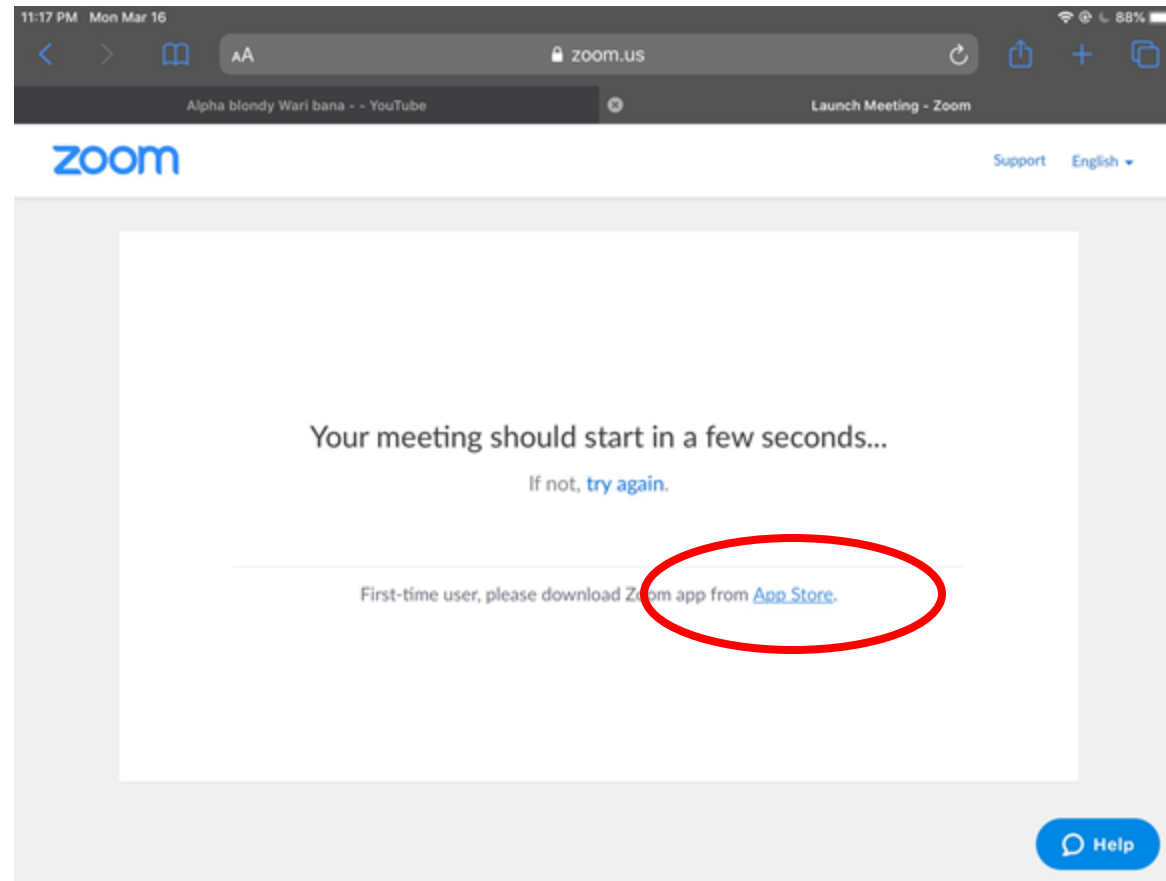 11:17 PM Mon Mar 16 88%
AA zoom.us
Alpha blondy Wari bana - - YouTube Launch Meeting - Zoom
zoom Support English
Your meeting should start in a few seconds...
If not, try again.
First-time user, please download Zoom app from App Store.
Help